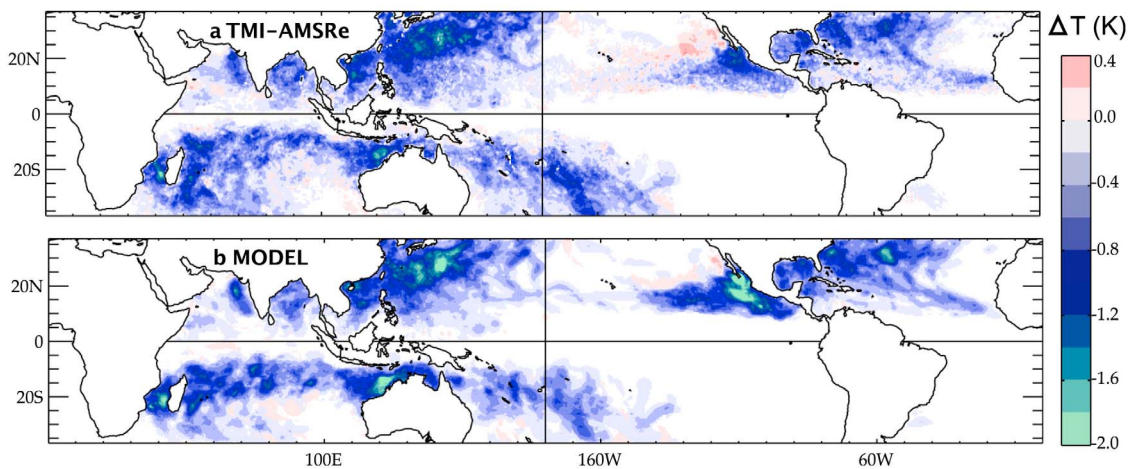 a TMI-AMSRe
ΔT (K)
20N
0
20S
0.4
0.0
-0.4
-0.8
-1.2
-1.6
-2.0
b MODEL
20N
0
20S
100E 160W 60W